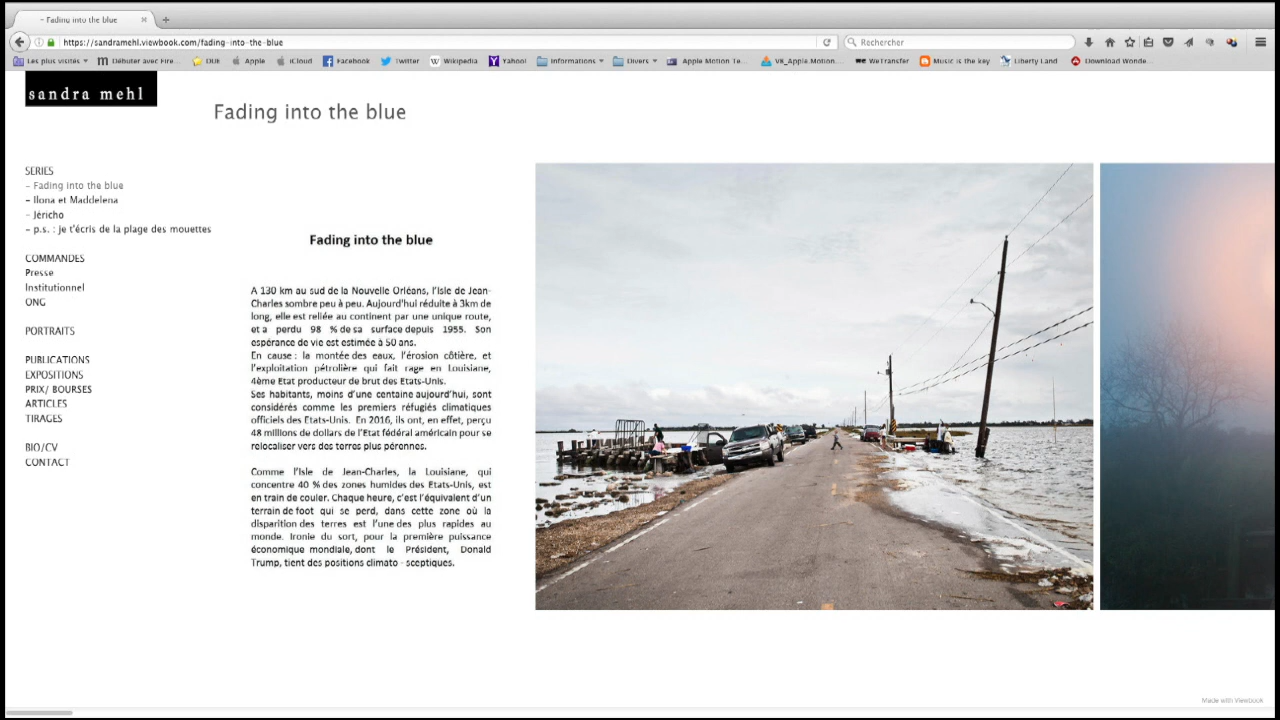 - Fading into the blue
https://sandramehl.viewbook.com/fading-into-the-blue
Rechercher
Les plus visités
Débuter avec Fire...
DUE
Apple
iCloud
Facebook
Twitter
Wikipedia
Yahoo!
Informations
Divers
Apple Motion Te...
VK_Apple.Motion...
WeTransfer
Music is the key
Liberty Land
Download Wonde...
sandra mehl
Fading into the blue
SERIES
- Fading into the blue
- Ilona et Maddelena
- Jéricho
- p.s. : je t'écris de la plage des mouettes
COMMANDES
Presse
Institutionnel
ONG
PORTRAITS
PUBLICATIONS
EXPOSITIONS
PRIX/ BOURSES
ARTICLES
TIRAGES
BIO/CV
CONTACT
Fading into the blue
A 130 km au sud de la Nouvelle Orléans, l'Isle de Jean-
Charles sombre peu à peu. Aujourd'hui réduite à 3km de
long, elle est reliée au continent par une unique route,
et a perdu 98 % de sa surface depuis 1955. Son
espérance de vie est estimée à 50 ans.
En cause : la montée des eaux, l'érosion côtière, et
l'exploitation pétrolière qui fait rage en Louisiane,
4ème Etat producteur de brut des Etats-Unis.
Ses habitants, moins d'une centaine aujourd'hui, sont
considérés comme les premiers réfugiés climatiques
officiels des Etats-Unis. En 2016, ils ont, en effet, perçu
48 millions de dollars de l'Etat fédéral américain pour se
relocaliser vers des terres plus pérennes.
Comme l'Isle de Jean-Charles, la Louisiane, qui
concentre 40 % des zones humides des Etats-Unis, est
en train de couler. Chaque heure, c'est l'équivalent d'un
terrain de foot qui se perd, dans cette zone où la
disparition des terres est l'une des plus rapides au
monde. Ironie du sort, pour la première puissance
économique mondiale, dont le Président, Donald
Trump, tient des positions climato - sceptiques.
Made with Viewbook